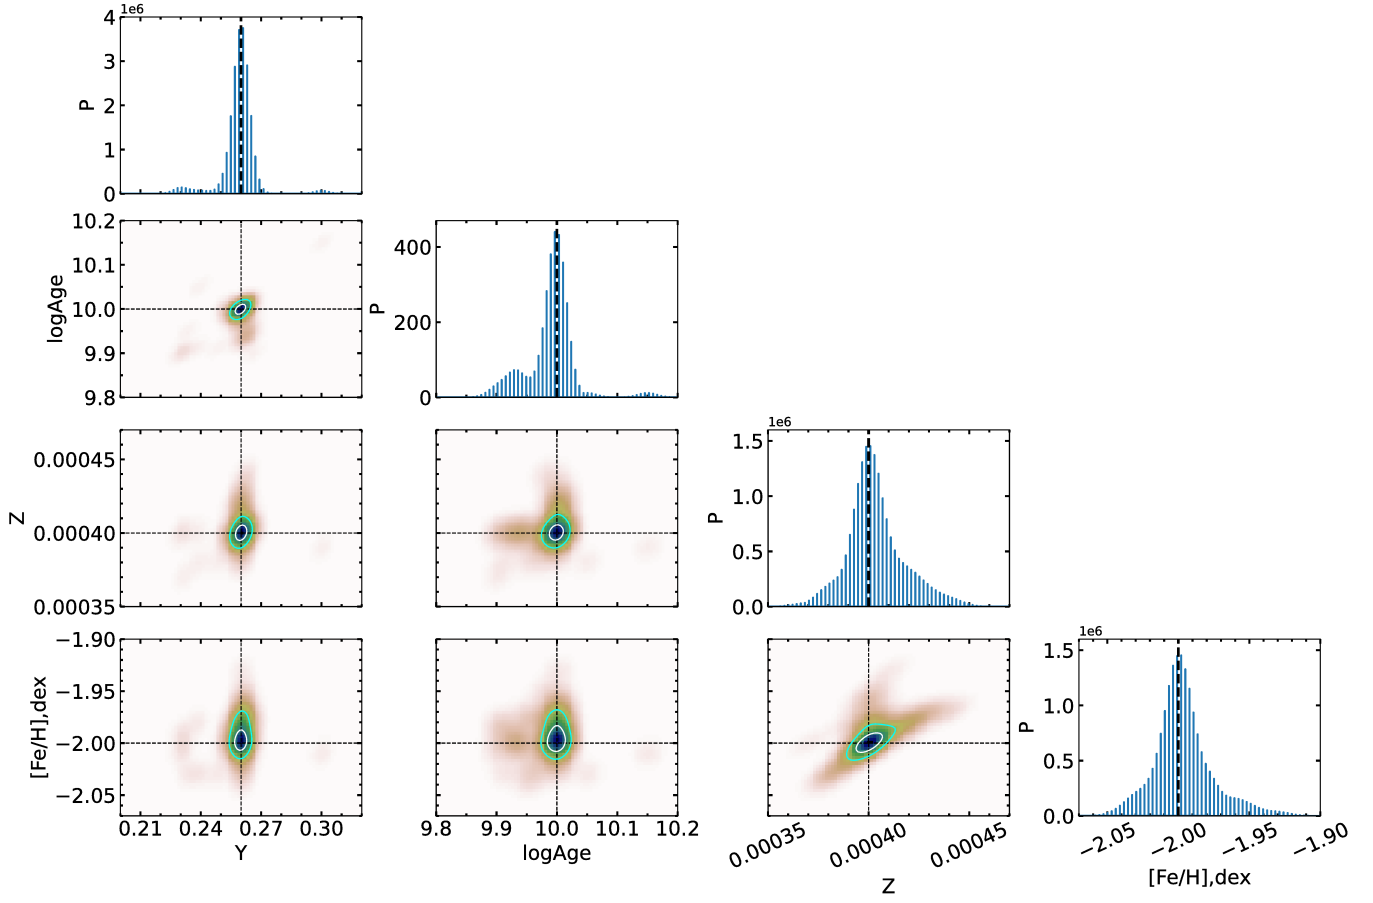 1e6
4
3
2
1
0
P
10.2
10.1
10.0
9.9
9.8
logAge
400
200
0
P
0.00045
0.00040
0.00035
Z
1e6
1.5
1.0
0.5
0.0
P
−1.90
−1.95
−2.00
−2.05
[Fe/H],dex
1e6
1.5
1.0
0.5
0.0
P
0.21 0.24 0.27 0.30
Y
9.8 9.9 10.0 10.1 10.2
logAge
0.00035 0.00040 0.00045
Z
−2.05 −2.00 −1.95 −1.90
[Fe/H],dex